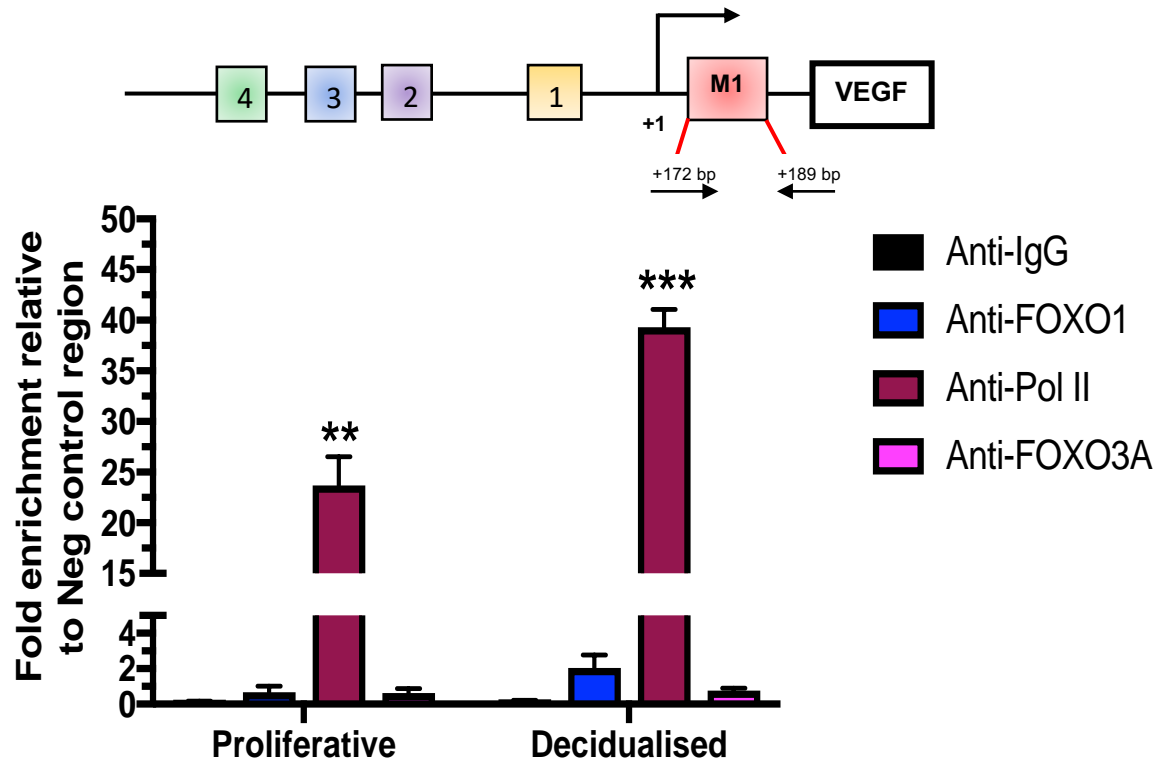 4
3
2
1
M1
VEGF
+1
+172 bp
+189 bp
Fold enrichment relative
to Neg control region
50
45
40
35
30
25
20
15
4
2
0
**
***
Proliferative
Decidualised
Anti-IgG
Anti-FOXO1
Anti-Pol II
Anti-FOXO3A